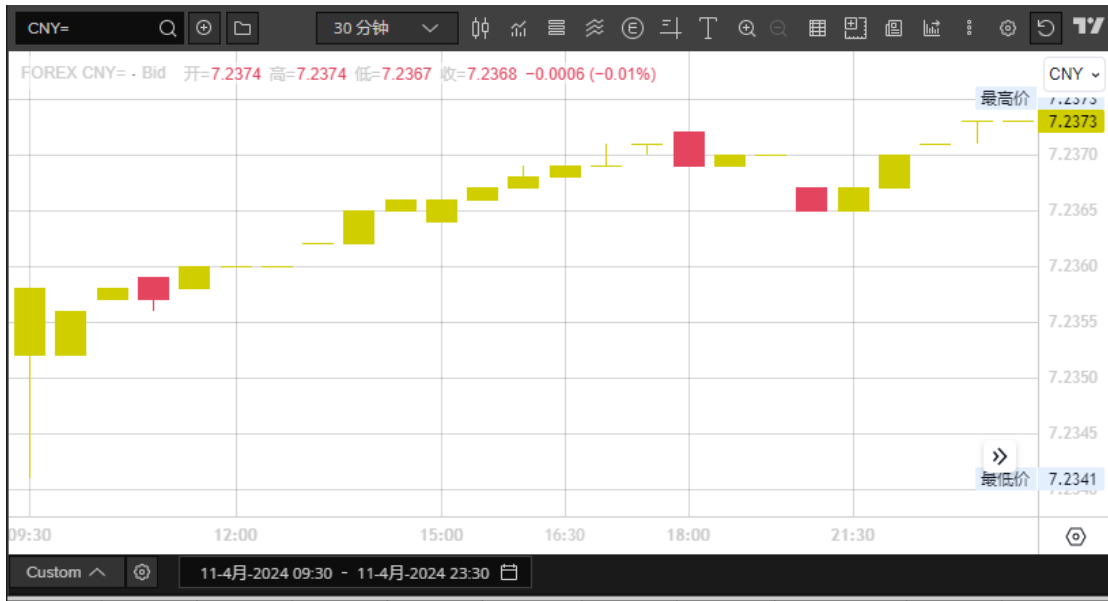 CNY=
30 分钟
E
T
FOREX CNY= - Bid 开=7.2374 高=7.2374 低=7.2367 收=7.2368 −0.0006 (−0.01%)
CNY
最高价 7.2373
7.2373
7.2370
7.2365
7.2360
7.2355
7.2350
7.2345
最低价 7.2341
09:30 12:00 15:00 16:30 18:00 21:30
Custom 11-4月-2024 09:30 - 11-4月-2024 23:30